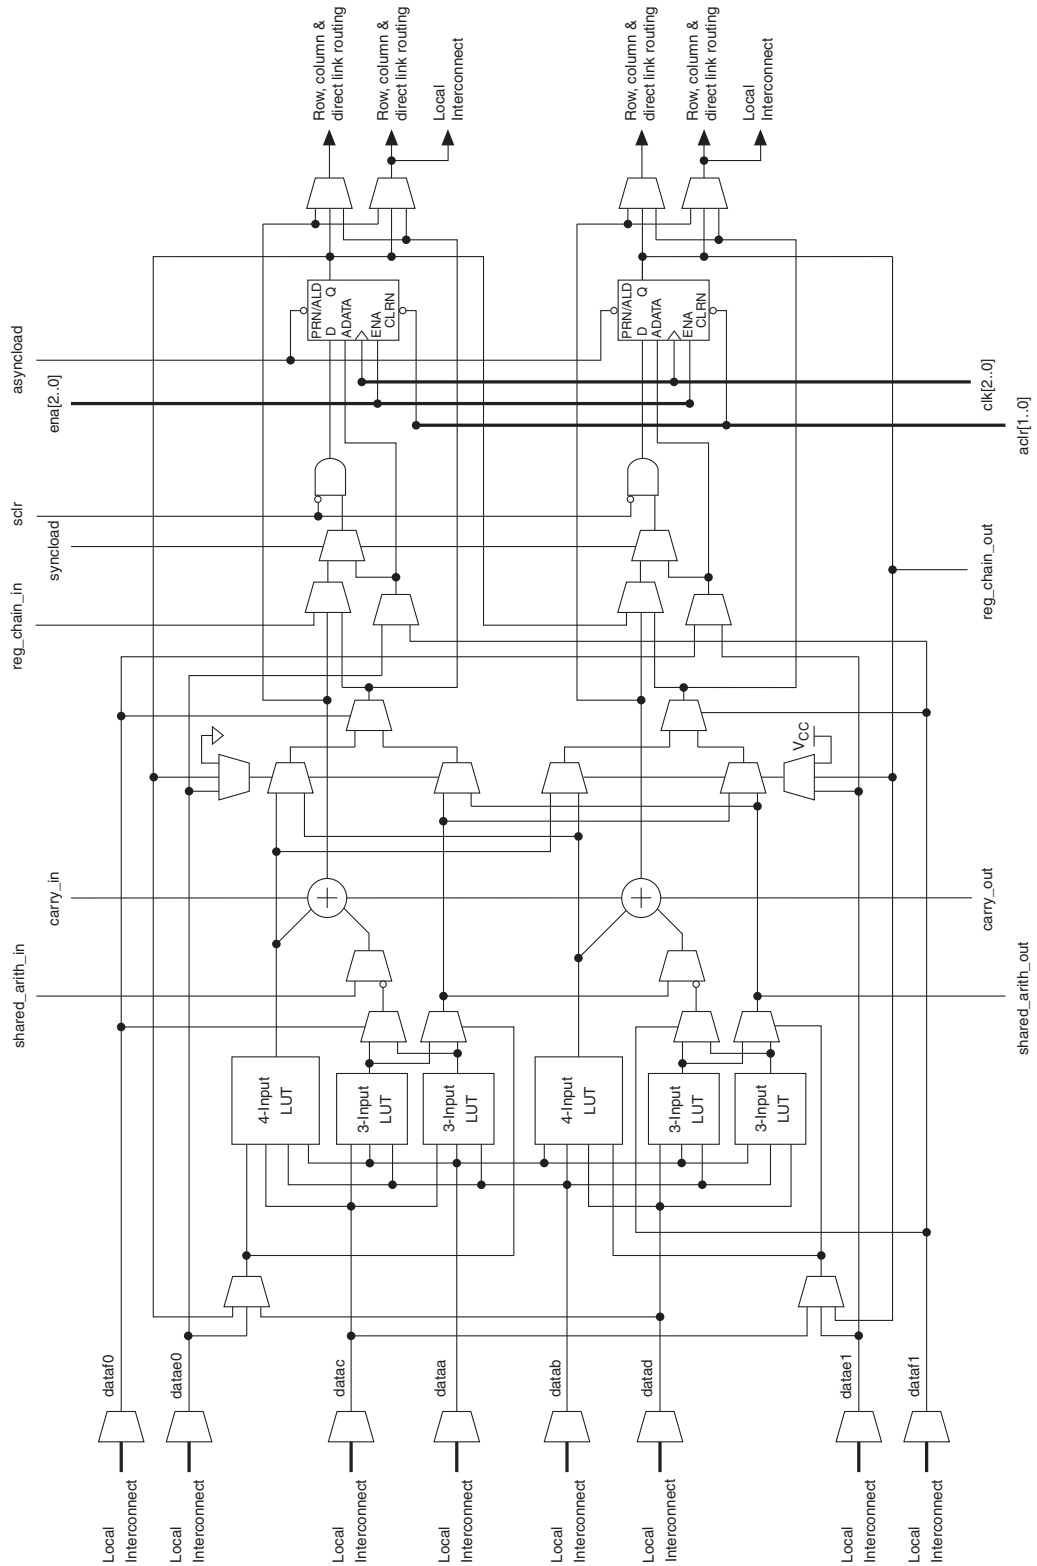 Row, column &
direct link routing
Row, column &
direct link routing
Local
Interconnect
Row, column &
direct link routing
Row, column &
direct link routing
Local
Interconnect
asyncload
ena[2..0]
PRN/ALD
D Q
ADATA
ENA
CLRN
PRN/ALD
D Q
ADATA
ENA
CLRN
clk[2..0]
aclr[1..0]
sclr
syncload
reg_chain_in
reg_chain_out
VCC
carry_in
+
+
carry_out
shared_arith_in
shared_arith_out
4-Input
LUT
3-Input
LUT
3-Input
LUT
4-Input
LUT
3-Input
LUT
3-Input
LUT
dataf0
datae0
datac
dataa
datab
datad
datae1
dataf1
Local
Interconnect
Local
Interconnect
Local
Interconnect
Local
Interconnect
Local
Interconnect
Local
Interconnect
Local
Interconnect
Local
Interconnect